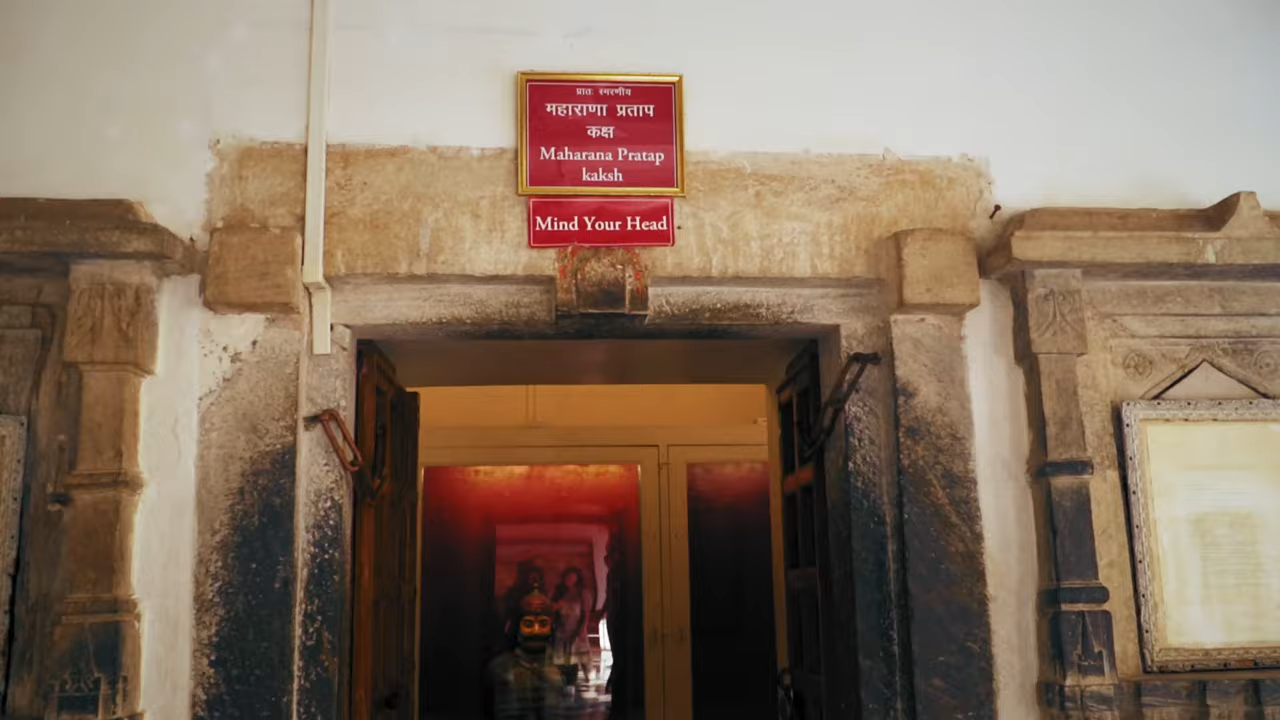 प्रातः स्मरणीय
महाराणा प्रताप
कक्ष
Maharana Pratap
kaksh
Mind Your Head